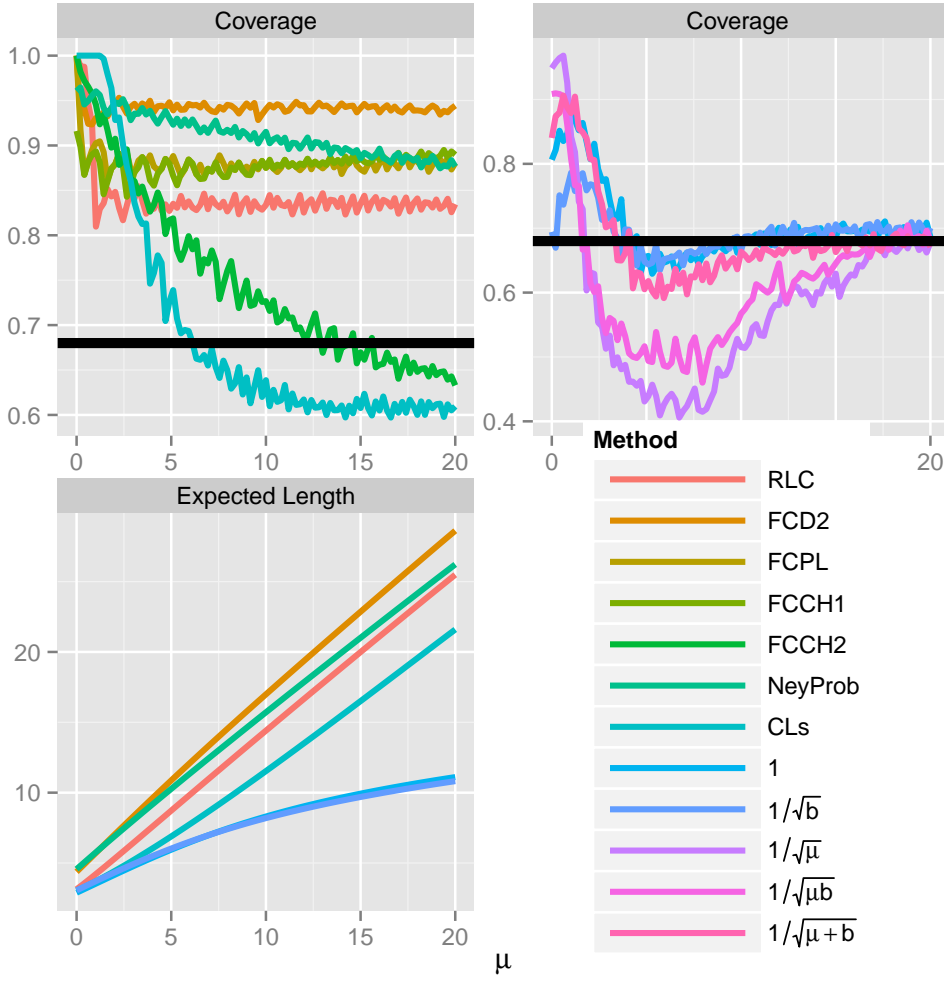 Coverage
1.0
0.9
0.8
0.7
0.6
0
5
10
15
20
Coverage
0.8
0.6
0.4
0
20
Expected Length
20
10
0
5
10
15
20
μ
Method
RLC
FCD2
FCPL
FCCH1
FCCH2
NeyProb
CLs
1
1/√b
1/√μ
1/√μb
1/√μ + b